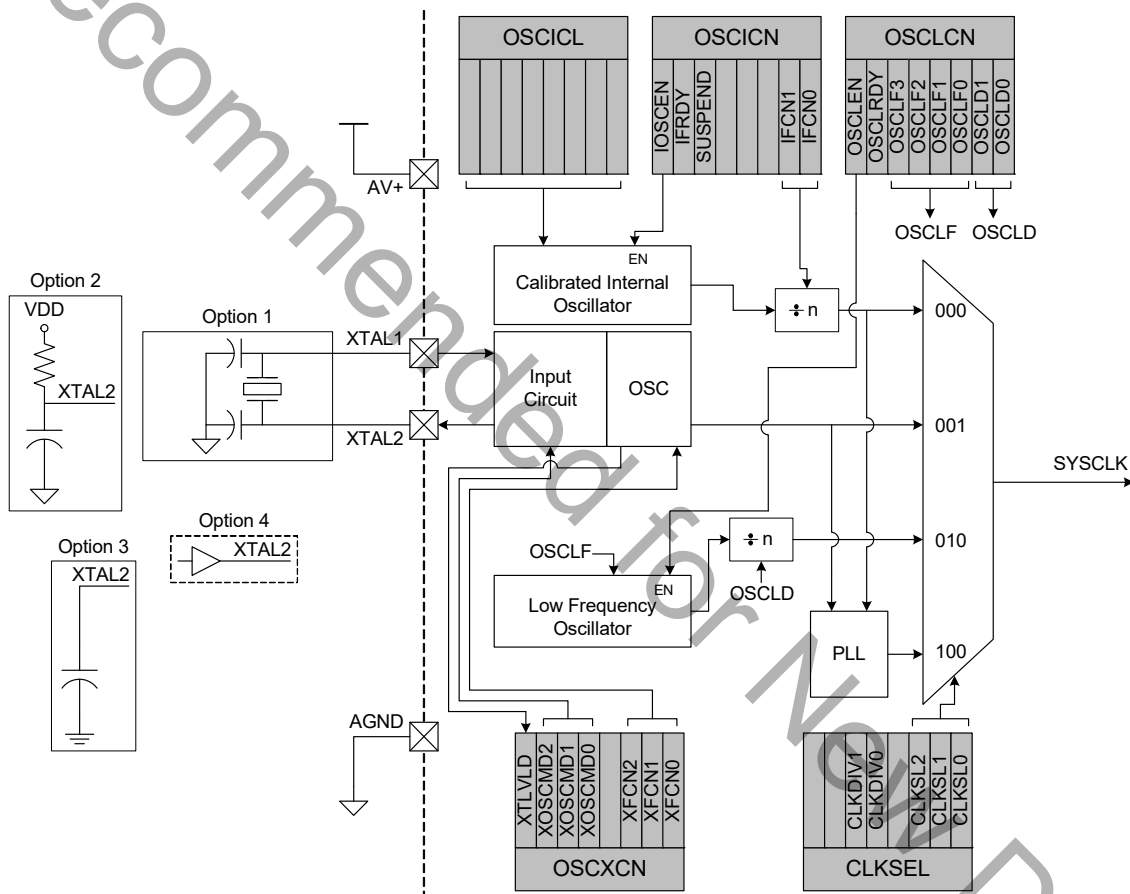 OSCICL
OSCICN
OSCLCN
IOSCEN
IFRDY
SUSPEND
IFCN1
IFCN0
OSCLEN
OSCLRDY
OSCLF3
OSCLF2
OSCLF1
OSCLF0
OSCLD1
OSCLD0
AV+
OSCLF
OSCLD
EN
Calibrated Internal
Oscillator
÷ n
000
Option 2
VDD
XTAL2
Option 1
XTAL1
XTAL2
Input
Circuit
OSC
001
SYSCLK
Option 4
XTAL2
Option 3
XTAL2
OSCLF
EN
Low Frequency
Oscillator
÷ n
OSCLD
010
PLL
100
AGND
XTLVLD
XOSCMD2
XOSCMD1
XOSCMD0
XFCN2
XFCN1
XFCN0
OSCXCN
CLKDIV1
CLKDIV0
CLKSL2
CLKSL1
CLKSL0
CLKSEL
ecommended for New D